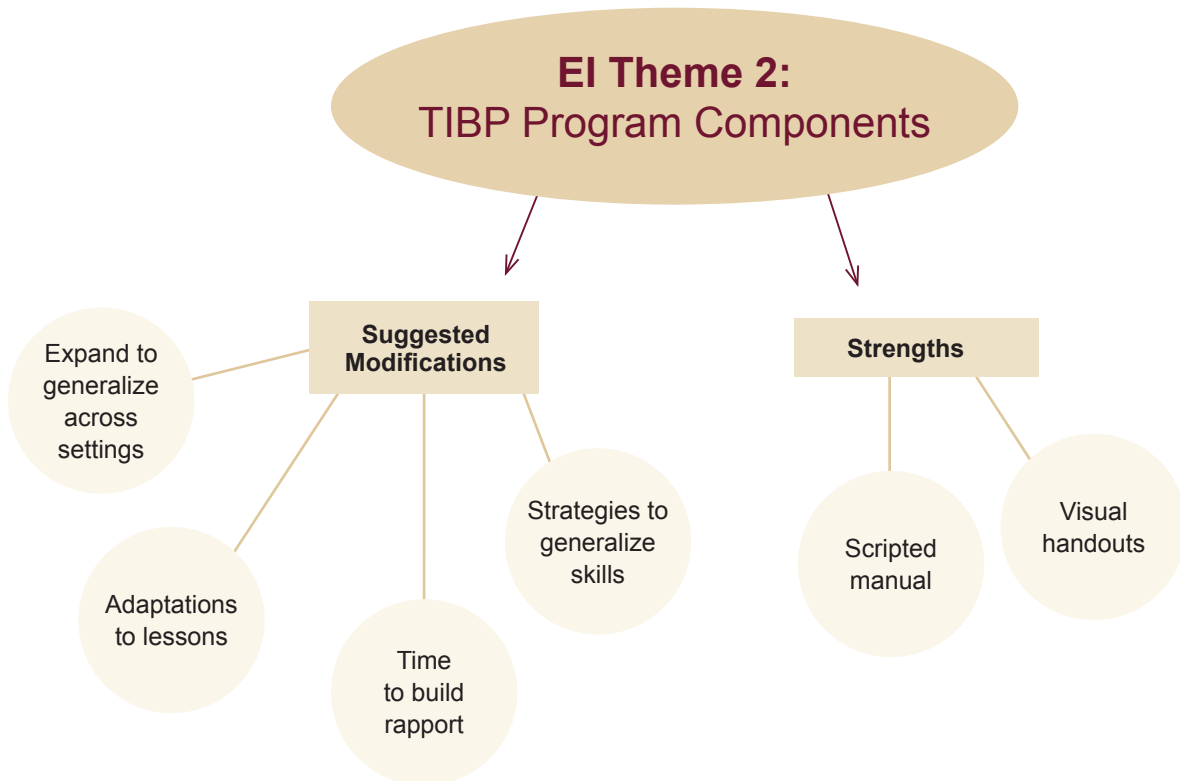 EI Theme 2:
TIBP Program Components
Suggested
Modifications
Expand to
generalize
across
settings
Adaptations
to lessons
Time
to build
rapport
Strategies to
generalize
skills
Strengths
Scripted
manual
Visual
handouts